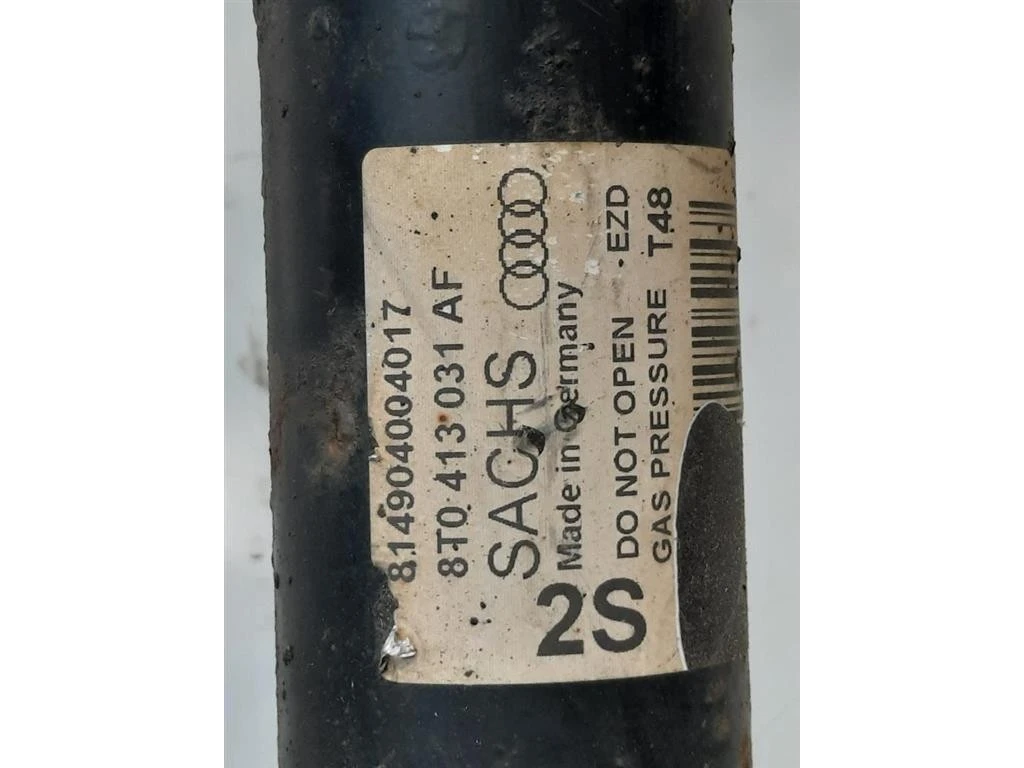 814904004017
8T0 413 031 AF
SACHS
Made in Germany
2S
DO NOT OPEN EZD
GAS PRESSURE T48